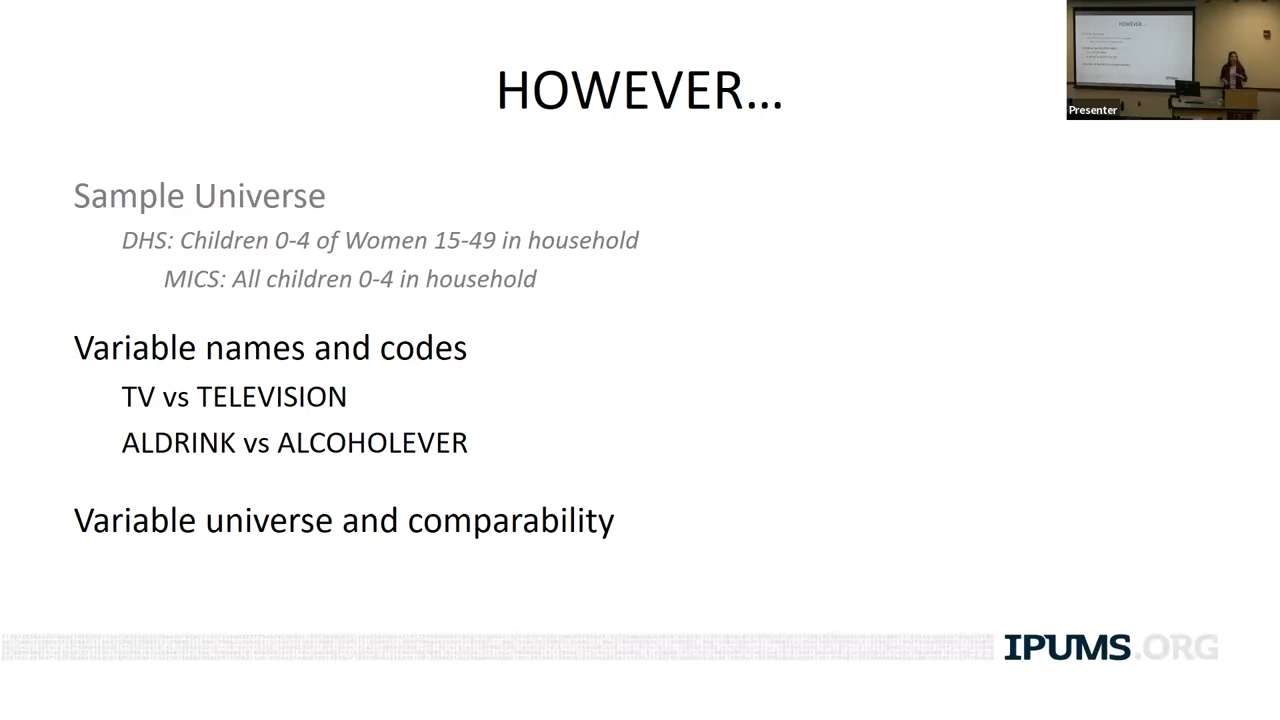 HOWEVER...
Sample Universe
DHS: Children 0-4 of Women 15-49 in household
MICS: All children 0-4 in household
Variable names and codes
TV vs TELEVISION
ALDRINK vs ALCOHOLEVER
Variable universe and comparability
IPUMS.ORG
HOWEVER...
Presenter